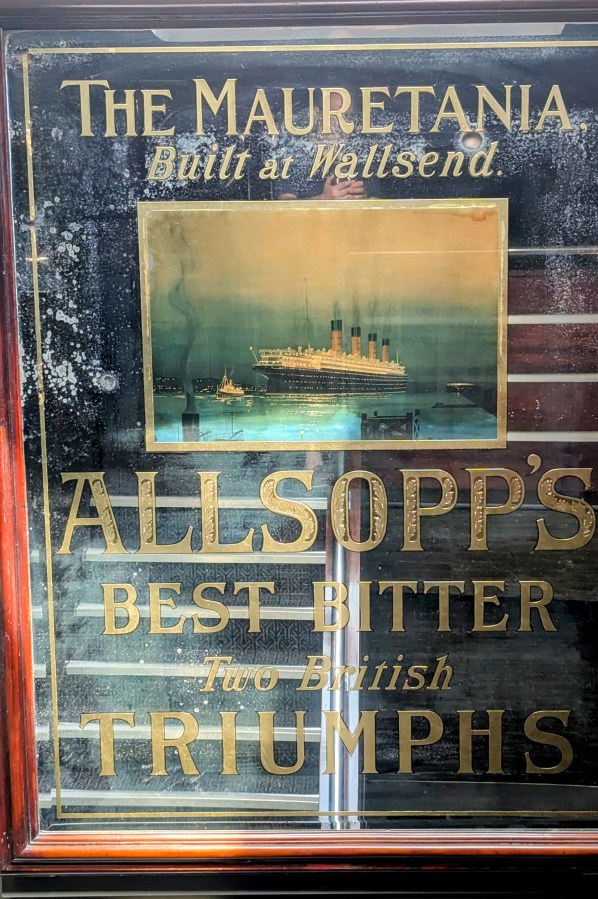 THE MAURETANIA,
Built at Wallsend.
ALLSOPP'S
BEST BITTER
Two British
TRIUMPHS